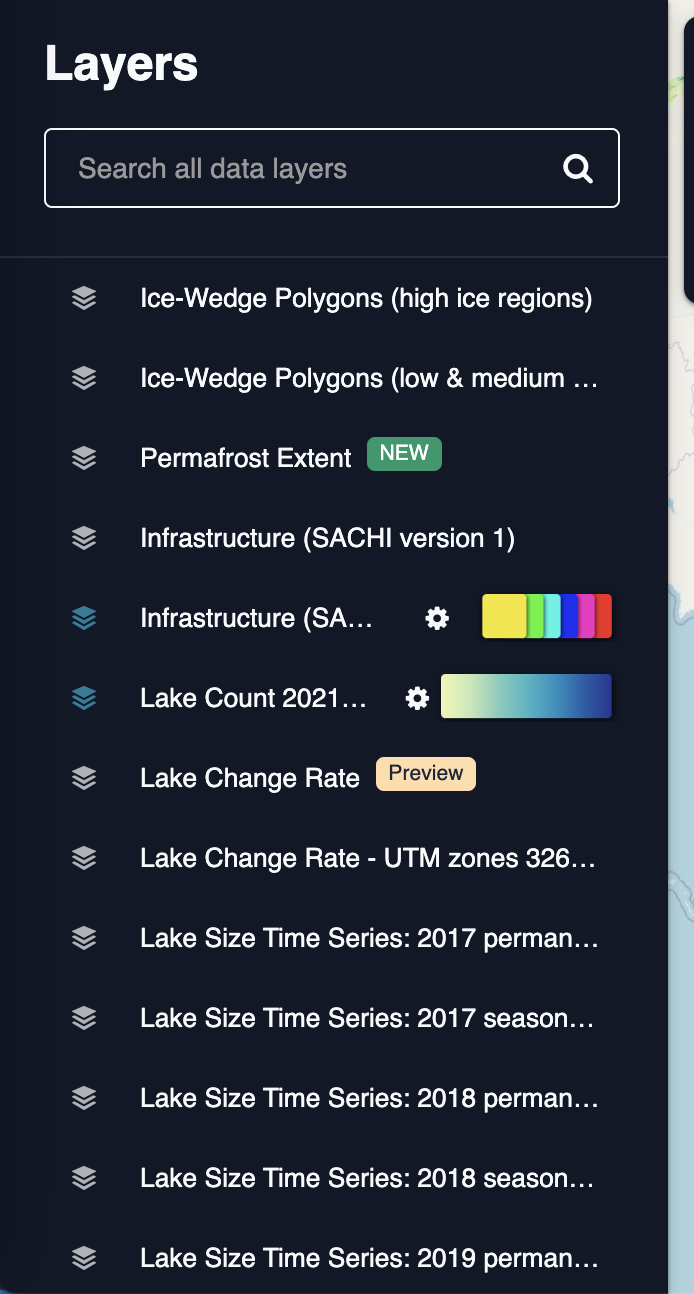 Layers
Search all data layers
Ice-Wedge Polygons (high ice regions)
Ice-Wedge Polygons (low & medium …
Permafrost Extent NEW
Infrastructure (SACHI version 1)
Infrastructure (SA…
Lake Count 2021…
Lake Change Rate Preview
Lake Change Rate - UTM zones 326…
Lake Size Time Series: 2017 perman…
Lake Size Time Series: 2017 season…
Lake Size Time Series: 2018 perman…
Lake Size Time Series: 2018 season…
Lake Size Time Series: 2019 perman…